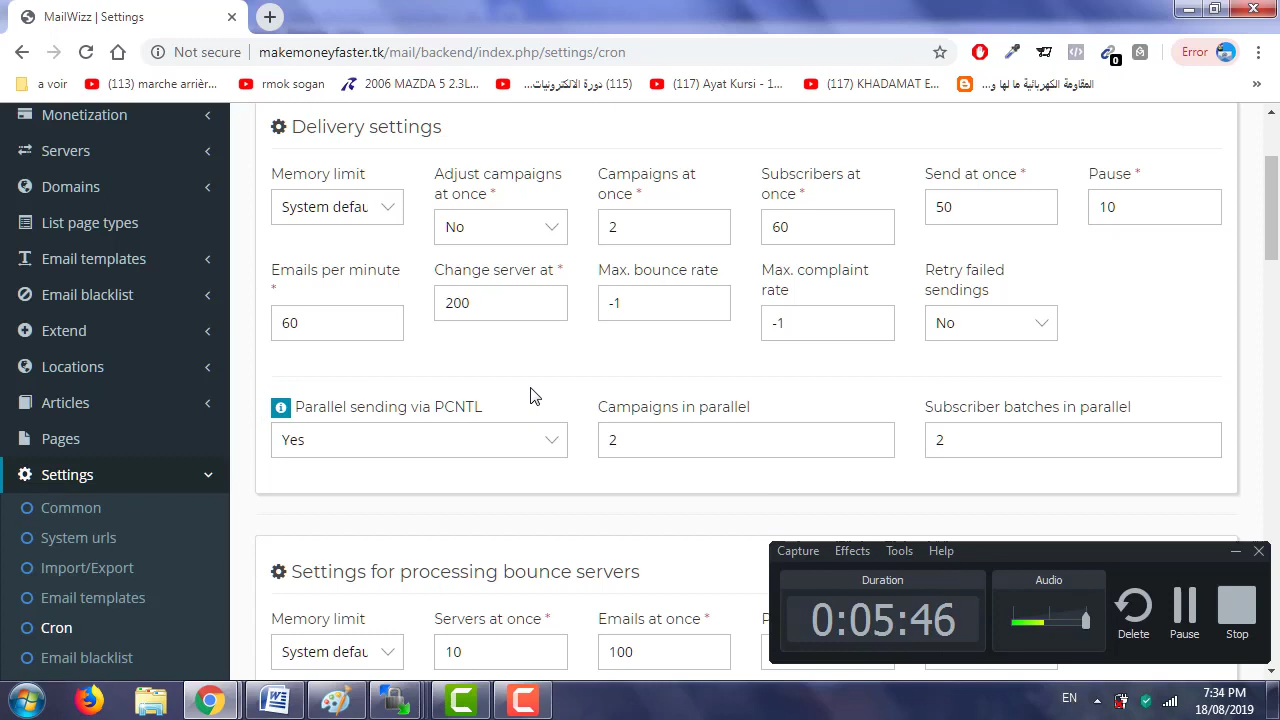 MailWizz | Settings
Not secure | makemoneyfaster.tk/mail/backend/index.php/settings/cron
0
Error
a voir
(113) marche arrièr...
rmok sogan
2006 MAZDA 5 2.3L...
(115) دورة الالكترونيات...
(117) Ayat Kursi - 1...
(117) KHADAMAT E...
المقاومة الكهربائية ما لها و...
»
Monetization
Servers
Domains
List page types
Email templates
Email blacklist
Extend
Locations
Articles
Pages
Settings
Common
System urls
Import/Export
Email templates
Cron
Email blacklist
Delivery settings
Memory limit
System defau
Adjust campaigns
at once *
No
Campaigns at
once *
2
Subscribers at
once *
60
Send at once *
50
Pause *
10
Emails per minute
*
60
Change server at *
200
Max. bounce rate
-1
Max. complaint
rate
-1
Retry failed
sendings
No
Parallel sending via PCNTL
Yes
Campaigns in parallel
2
Subscriber batches in parallel
2
Settings for processing bounce servers
Memory limit
System defau
Servers at once *
10
Emails at once *
100
P
Capture Effects Tools Help
Duration
0:05:46
Audio
Delete
Pause
Stop
EN
7:34 PM
18/08/2019